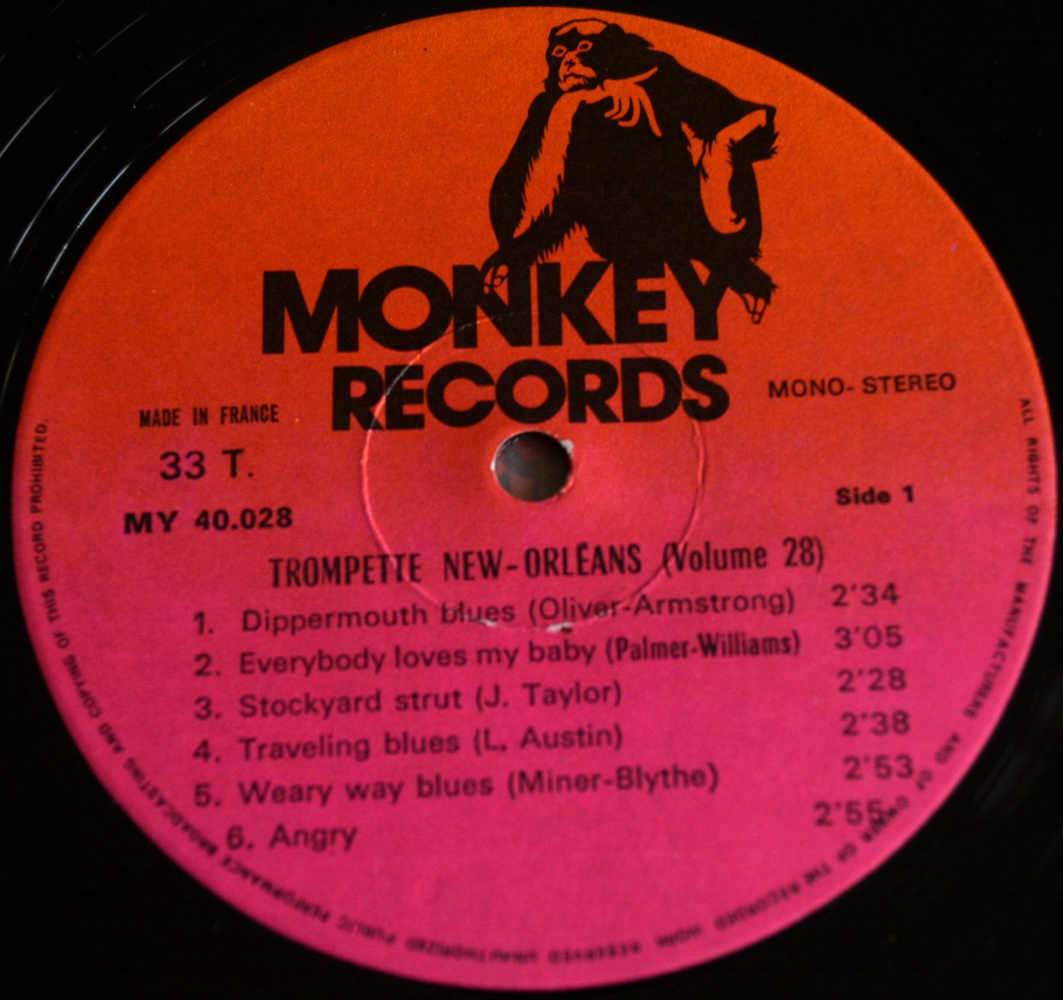 MONKEY
RECORDS
MONO-STEREO
MADE IN FRANCE
33 T.
MY 40.028
Side 1
TROMPETTE NEW-ORLÉANS (Volume 28)
1. Dippermouth blues (Oliver-Armstrong) 2'34
2. Everybody loves my baby (Palmer-Williams) 3'05
3. Stockyard strut (J. Taylor) 2'28
4. Traveling blues (L. Austin) 2'38
5. Weary way blues (Miner-Blythe) 2'53
6. Angry 2'55
ALL RIGHTS OF THE MANUFACTURERS AND OF OWNER OF THE RECORDED WORK RESERVED UNAUTHORIZED PUBLIC PERFORMANCE BROADCASTING AND COPYING OF THIS RECORD PROHIBITED.